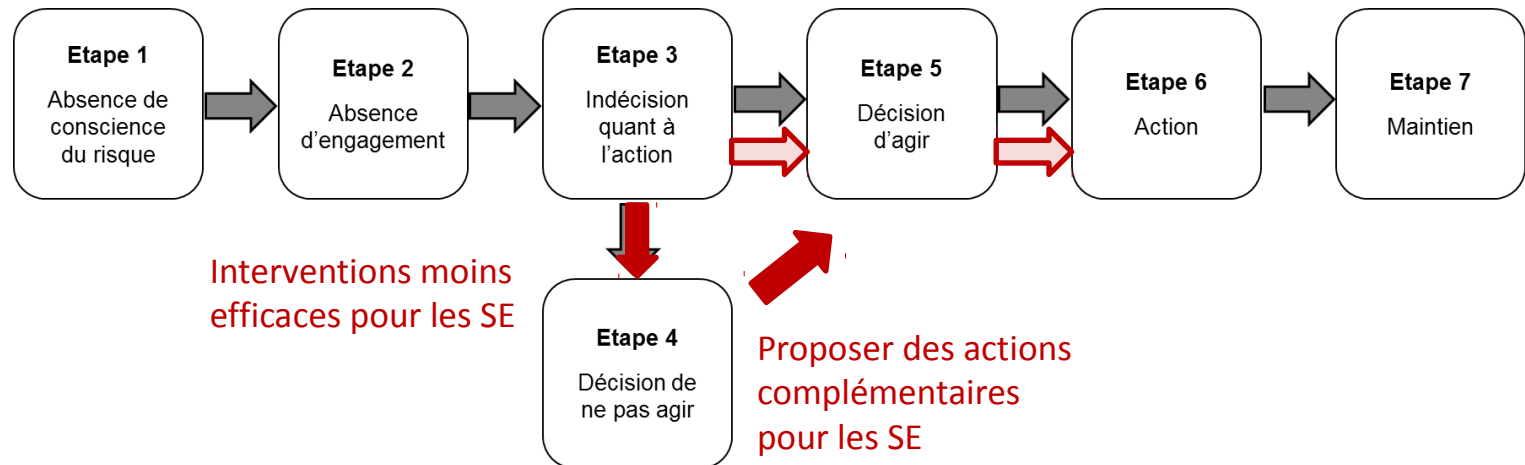 Etape 1
Absence de
conscience
du risque
Etape 2
Absence
d’engagement
Etape 3
Indécision
quant à
l’action
Etape 5
Décision
d’agir
Etape 6
Action
Etape 7
Maintien
Interventions moins
efficaces pour les SE
Etape 4
Décision de
ne pas agir
Proposer des actions
complémentaires
pour les SE